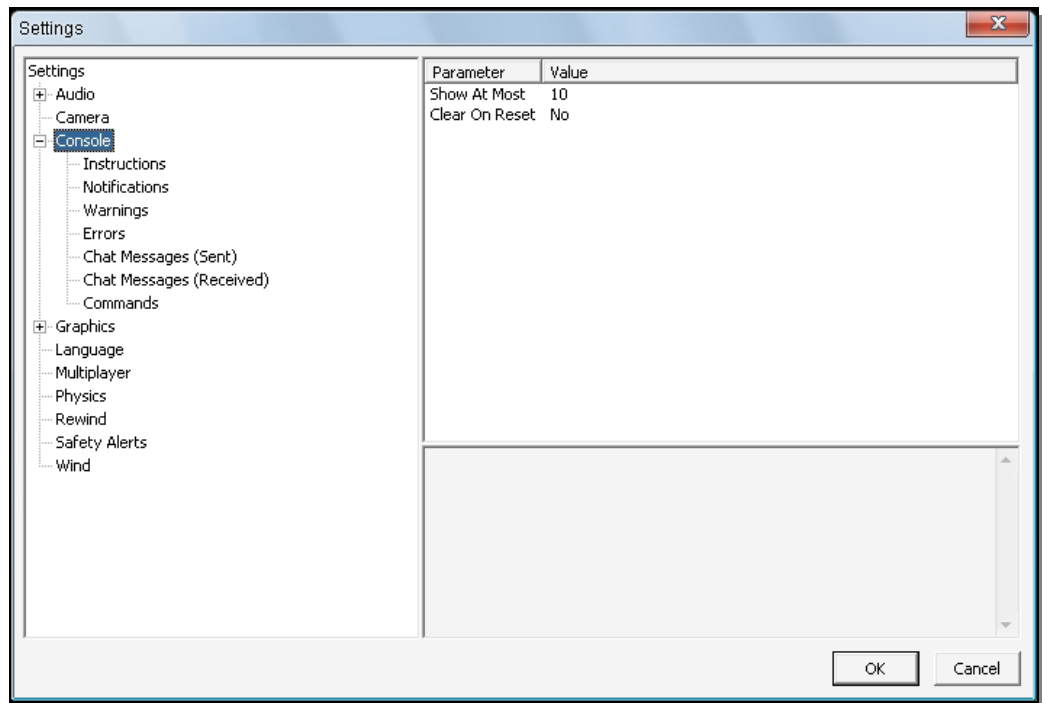 Settings
Settings
Audio
Camera
Console
Instructions
Notifications
Warnings
Errors
Chat Messages (Sent)
Chat Messages (Received)
Commands
Graphics
Language
Multiplayer
Physics
Rewind
Safety Alerts
Wind
Parameter Value
Show At Most 10
Clear On Reset No
OK Cancel